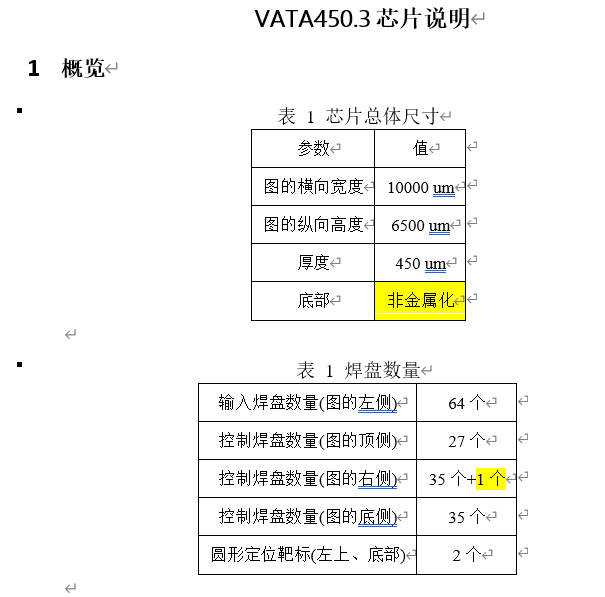 VATA450.3 芯片说明
1 概览
表 1 芯片总体尺寸
参数 值
图的横向宽度 10000 um
图的纵向高度 6500 um
厚度 450 um
底部 非金属化
表 1 焊盘数量
输入焊盘数量(图的左侧) 64 个
控制焊盘数量(图的顶侧) 27 个
控制焊盘数量(图的右侧) 35 个+1 个
控制焊盘数量(图的底侧) 35 个
圆形定位靶标(左上、底部) 2 个